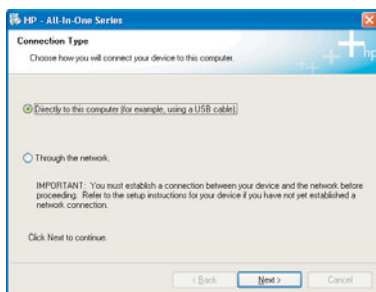 HP - All-In-One Series
Connection Type
Choose how you will connect your device to this computer.
hp
Directly to this computer (for example, using a USB cable).
Through the network.
IMPORTANT: You must establish a connection between your device and the network before
proceeding. Refer to the setup instructions for your device if you have not yet established a
network connection.
Click Next to continue.
< Back Next > Cancel